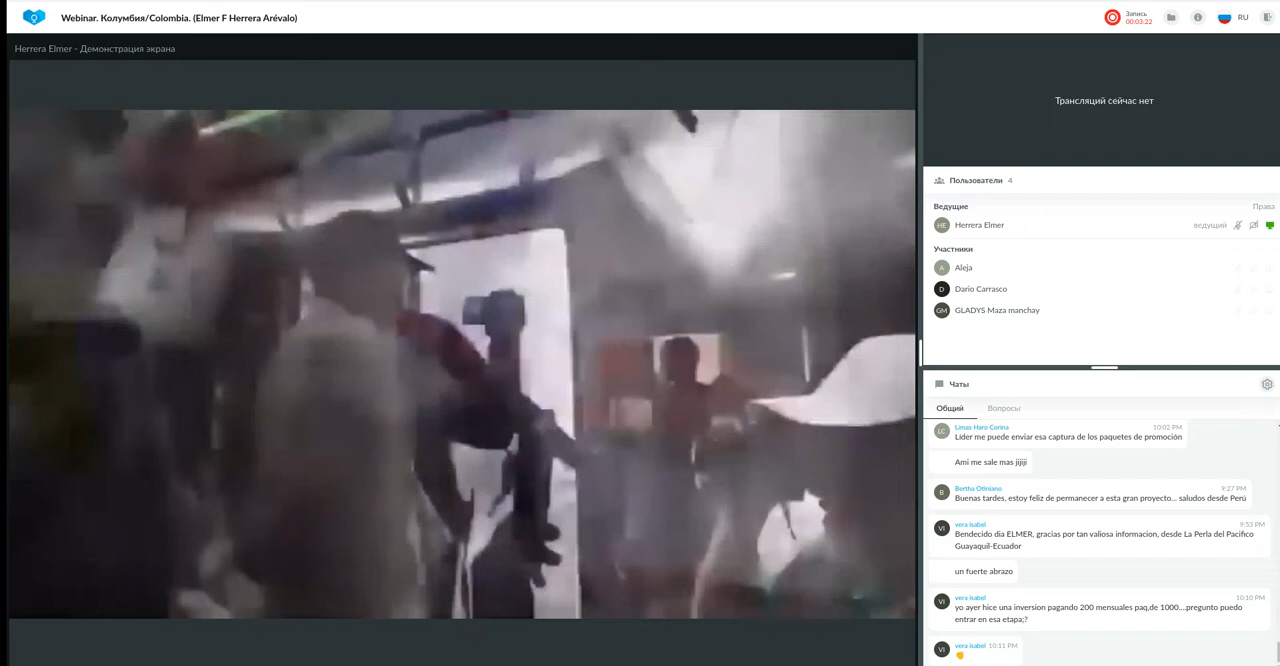 Webinar. Колумбия/Colombia. (Elmer F Herrera Arévalo)
Запись
00:03:22
RU
Herrera Elmer - Демонстрация экрана
Трансляций сейчас нет
Пользователи 4
Ведущие Права
HE Herrera Elmer ведущий
Участники
A Aleja
D Dario Carrasco
GM GLADYS Maza manchay
Чаты
Общий Вопросы
LC Limas Haro Corina 10:02 PM
Líder me puede enviar esa captura de los paquetes de promoción
Ami me sale mas jijiji
B Bertha Otiniano 9:27 PM
Buenas tardes, estoy feliz de permanecer a esta gran proyecto... saludos desde Perú
VI vera isabel 9:53 PM
Bendecido dia ELMER, gracias por tan valiosa informacion, desde La Perla del Pacifico
Guayaquil-Ecuador
un fuerte abrazo
VI vera isabel 10:10 PM
yo ayer hice una inversion pagando 200 mensuales paq,de 1000....pregunto puedo
entrar en esa etapa;?
VI vera isabel 10:11 PM